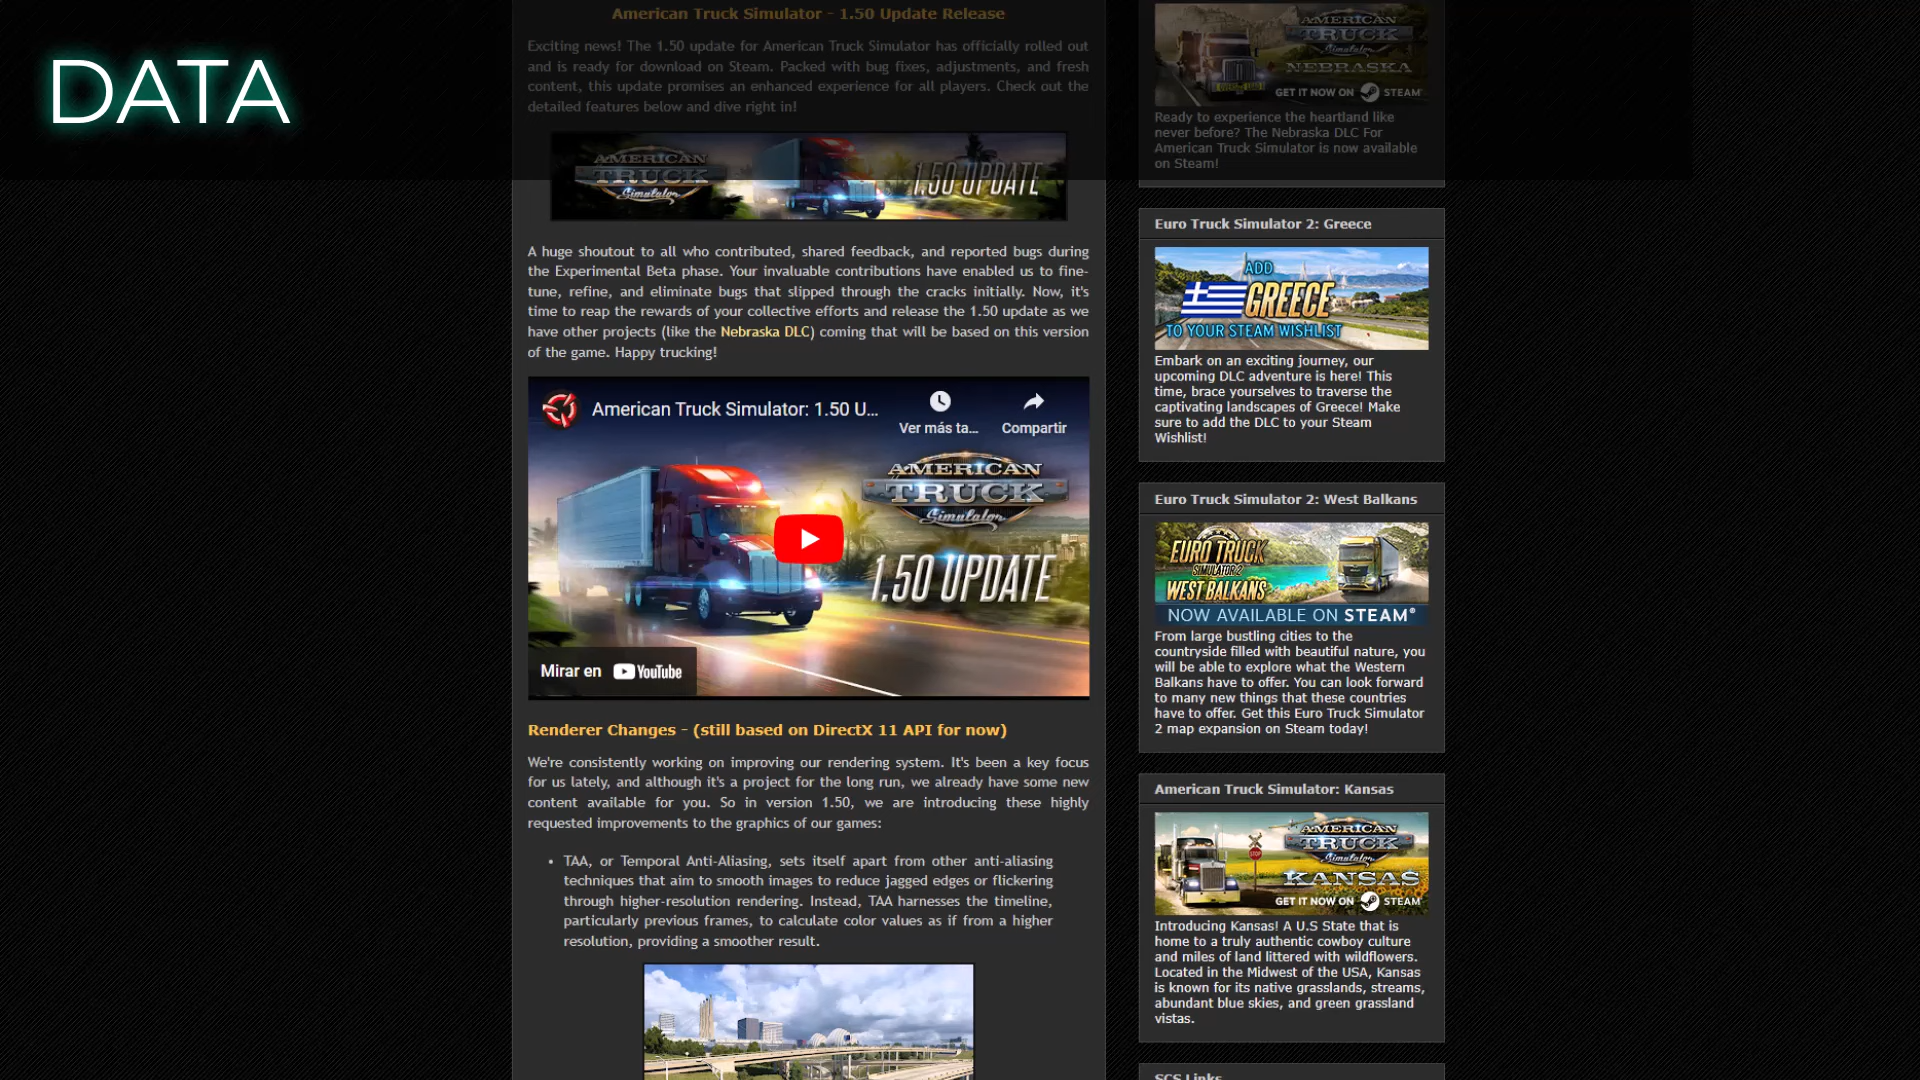 DATA
American Truck Simulator - 1.50 Update Release
Exciting news! The 1.50 update for American Truck Simulator has officially rolled out
and is ready for download on Steam. Packed with bug fixes, adjustments, and fresh
content, this update promises an enhanced experience for all players. Check out the
detailed features below and dive right in!
AMERICAN
TRUCK
Simulator
1.50 UPDATE
A huge shoutout to all who contributed, shared feedback, and reported bugs during
the Experimental Beta phase. Your invaluable contributions have enabled us to fine-
tune, refine, and eliminate bugs that slipped through the cracks initially. Now, it's
time to reap the rewards of your collective efforts and release the 1.50 update as we
have other projects (like the Nebraska DLC) coming that will be based on this version
of the game. Happy trucking!
American Truck Simulator: 1.50 U...
Ver más ta...
Compartir
AMERICAN
TRUCK
Simulator
1.50 UPDATE
Mirar en YouTube
Renderer Changes - (still based on DirectX 11 API for now)
We're consistently working on improving our rendering system. It's been a key focus
for us lately, and although it's a project for the long run, we already have some new
content available for you. So in version 1.50, we are introducing these highly
requested improvements to the graphics of our games:
• TAA, or Temporal Anti-Aliasing, sets itself apart from other anti-aliasing
techniques that aim to smooth images to reduce jagged edges or flickering
through higher-resolution rendering. Instead, TAA harnesses the timeline,
particularly previous frames, to calculate color values as if from a higher
resolution, providing a smoother result.
AMERICAN
TRUCK
Simulator
NEBRASKA
GET IT NOW ON STEAM
Ready to experience the heartland like
never before? The Nebraska DLC For
American Truck Simulator is now available
on Steam!
Euro Truck Simulator 2: Greece
ADD
GREECE
TO YOUR STEAM WISHLIST
Embark on an exciting journey, our
upcoming DLC adventure is here! This
time, brace yourselves to traverse the
captivating landscapes of Greece! Make
sure to add the DLC to your Steam
Wishlist!
Euro Truck Simulator 2: West Balkans
EURO TRUCK
SIMULATOR 2
WEST BALKANS
NOW AVAILABLE ON STEAM®
From large bustling cities to the
countryside filled with beautiful nature, you
will be able to explore what the Western
Balkans have to offer. You can look forward
to many new things that these countries
have to offer. Get this Euro Truck Simulator
2 map expansion on Steam today!
American Truck Simulator: Kansas
AMERICAN
TRUCK
Simulator
KANSAS
GET IT NOW ON STEAM
Introducing Kansas! A U.S State that is
home to a truly authentic cowboy culture
and miles of land littered with wildflowers.
Located in the Midwest of the USA, Kansas
is known for its native grasslands, streams,
abundant blue skies, and green grassland
vistas.
SCS Links